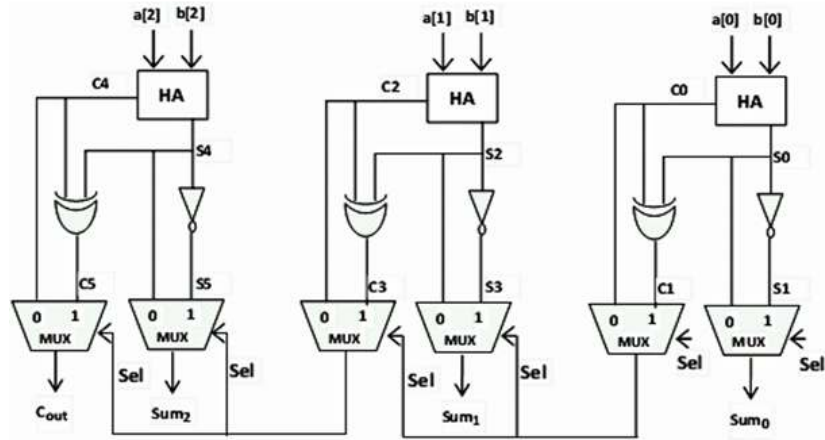 a[2] b[2] a[1] b[1] a[0] b[0]
C4 HA C2 HA C0 HA
S4 S2 S0
C5 S5 C3 S3 C1 S1
0 1 0 1 0 1 0 1 0 1 0 1
MUX MUX MUX MUX MUX MUX
Sel Sel Sel Sel Sel Sel
Cout Sum2 Sum1 Sum0